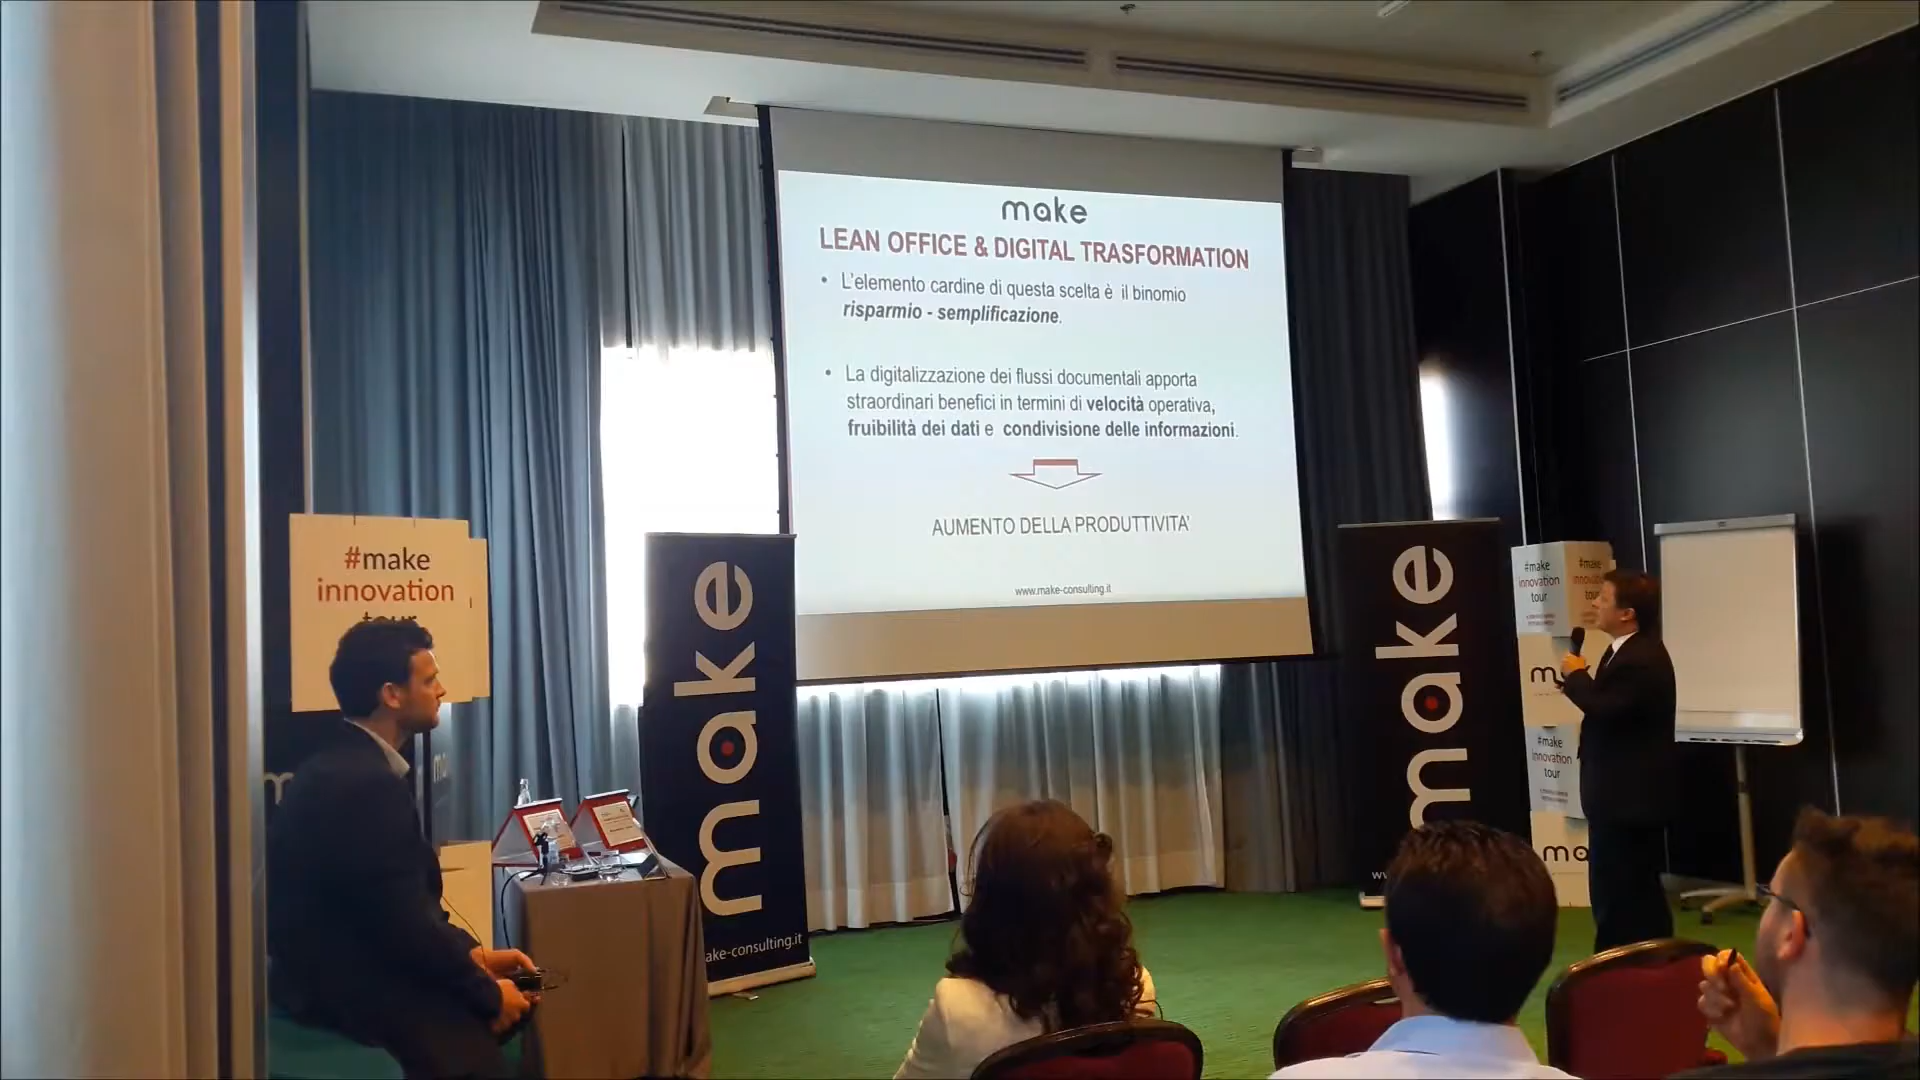 make
LEAN OFFICE & DIGITAL TRASFORMATION
• L'elemento cardine di questa scelta è il binomio
risparmio - semplificazione.
• La digitalizzazione dei flussi documentali apporta
straordinari benefici in termini di velocità operativa,
fruibilità dei dati e condivisione delle informazioni.
AUMENTO DELLA PRODUTTIVITA'
www.make-consulting.it
#make
innovation
tour
make
ake-consulting.it
make
#make
innovation
tour
#make
#make
innovation
tour